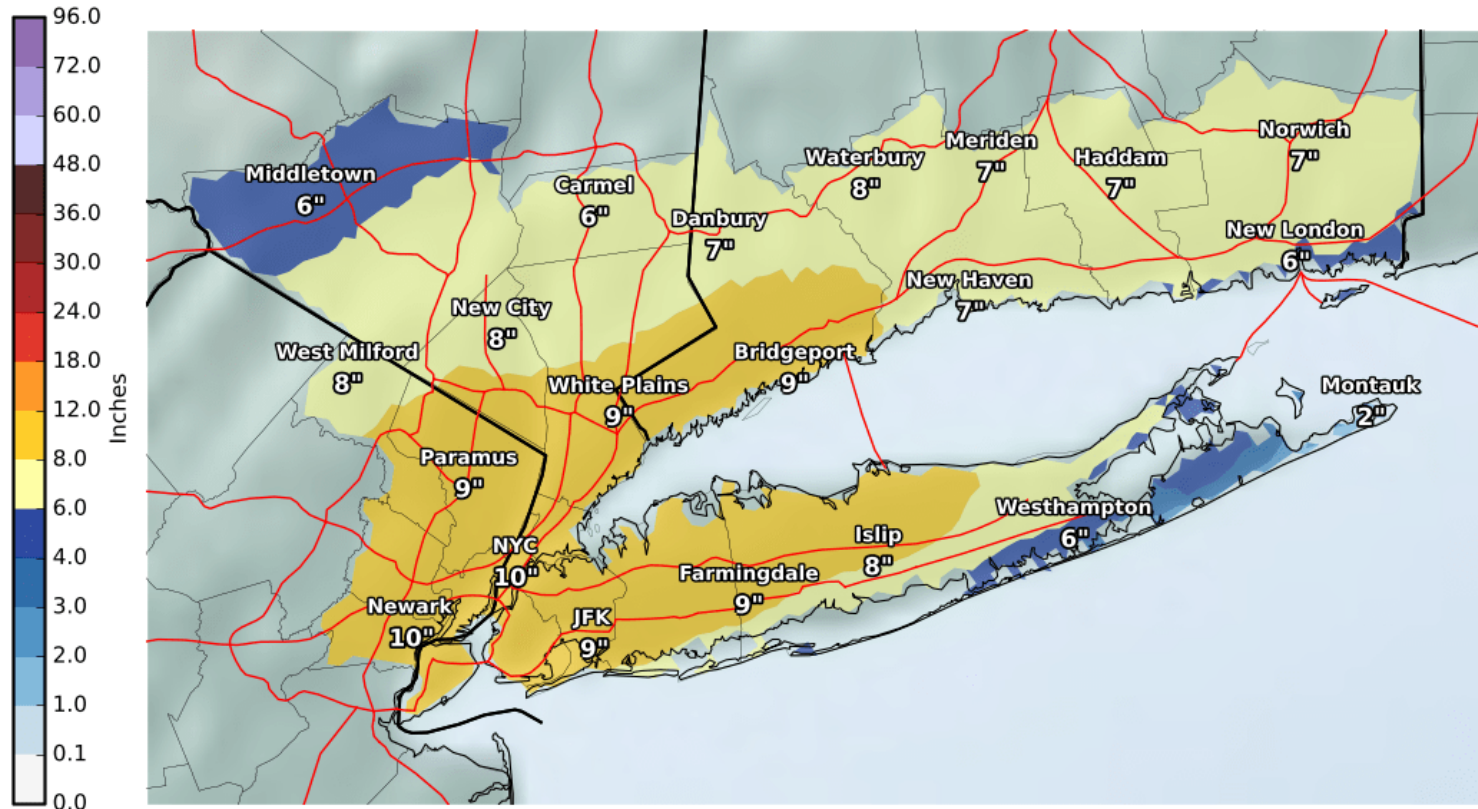 96.0
72.0
60.0
48.0
36.0
30.0
24.0
18.0
12.0
8.0
6.0
4.0
3.0
2.0
1.0
0.1
0.0
Inches
Middletown
6"
Carmel
6"
Danbury
7"
Waterbury
8"
Meriden
7"
Haddam
7"
Norwich
7"
New London
6"
New Haven
7"
New City
8"
West Milford
8"
White Plains
9"
Bridgeport
9"
Montauk
2"
Paramus
9"
Westhampton
6"
Islip
8"
NYC
10"
Farmingdale
9"
Newark
10"
JFK
9"